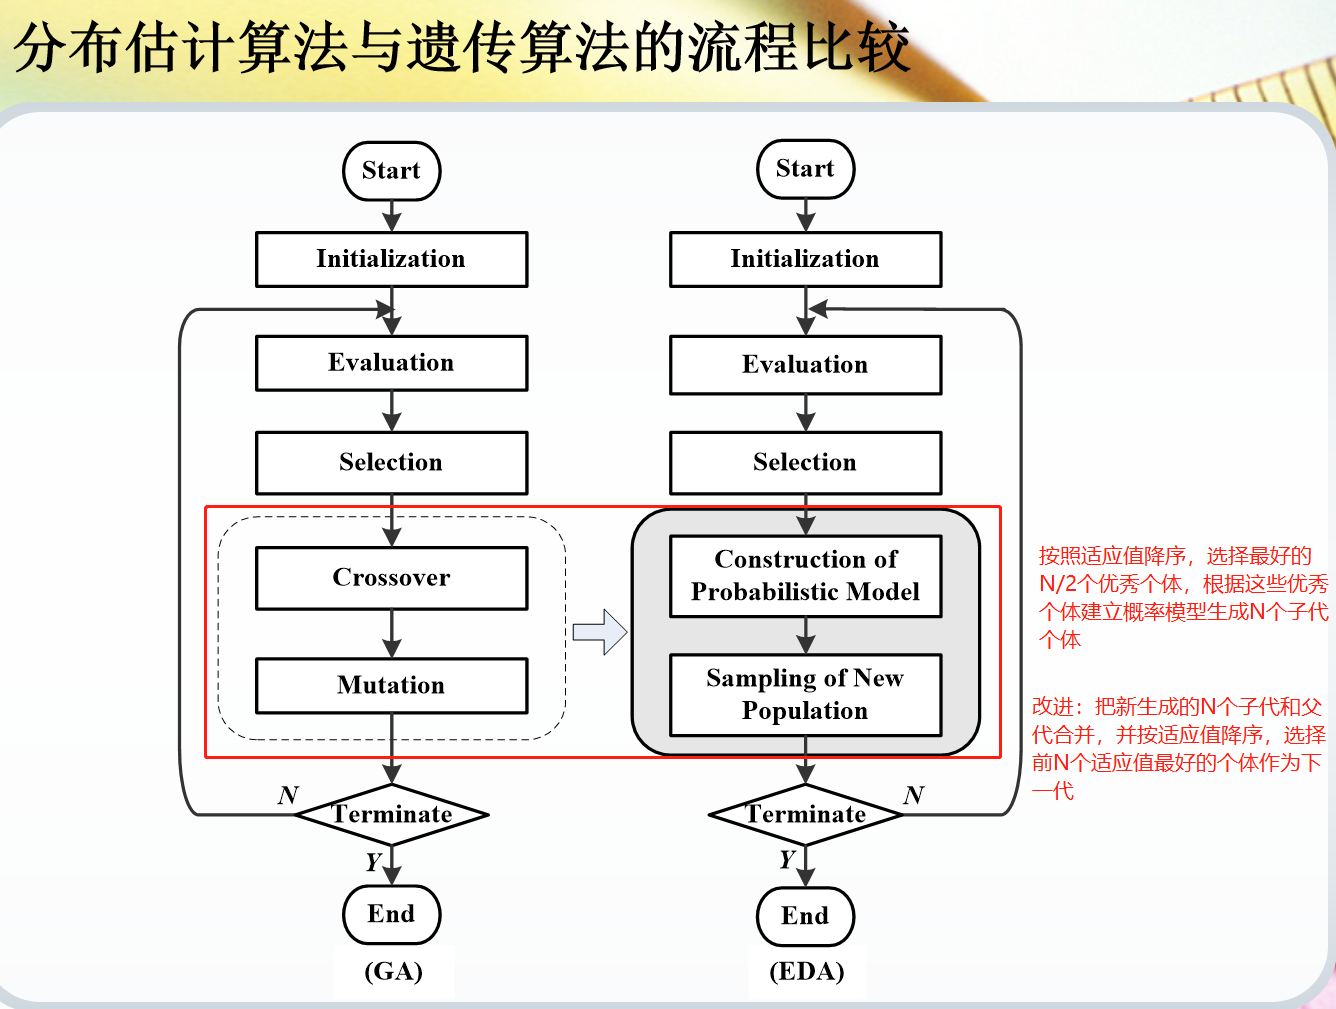 分布估计算法与遗传算法的流程比较
Start
Initialization
Evaluation
Selection
Crossover
Mutation
N
Terminate
Y
End
(GA)
Start
Initialization
Evaluation
Selection
Construction of
Probabilistic Model
Sampling of New
Population
Terminate
N
Y
End
(EDA)
按照适应值降序，选择最好的
N/2个优秀个体，根据这些优秀
个体建立概率模型生成N个子代
个体
改进：把新生成的N个子代和父
代合并，并按适应值降序，选择
前N个适应值最好的个体作为下
一代